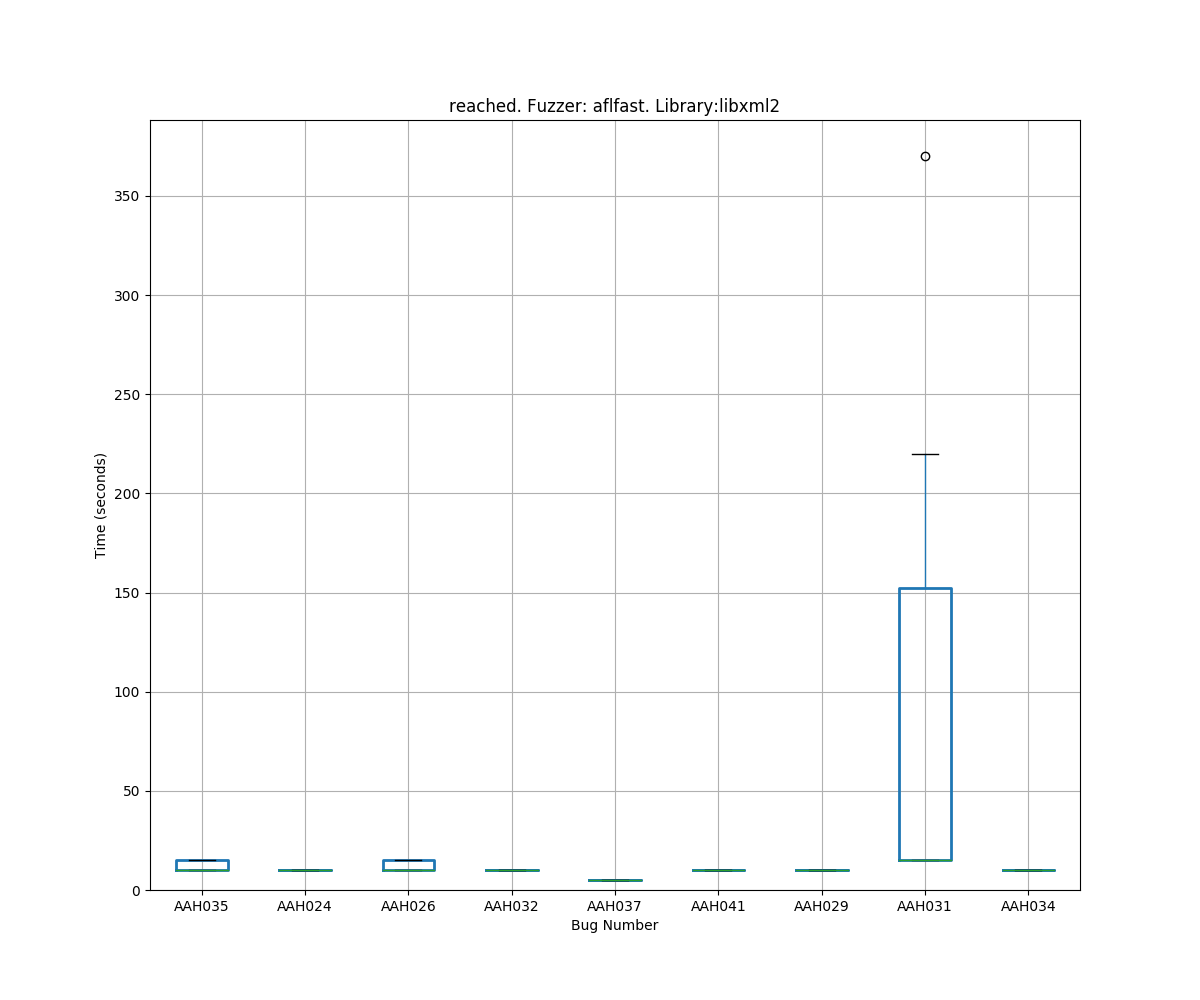 reached. Fuzzer: aflfast. Library:libxml2
350
300
250
200
150
100
50
0
Time (seconds)
AAH035 AAH024 AAH026 AAH032 AAH037 AAH041 AAH029 AAH031 AAH034
Bug Number